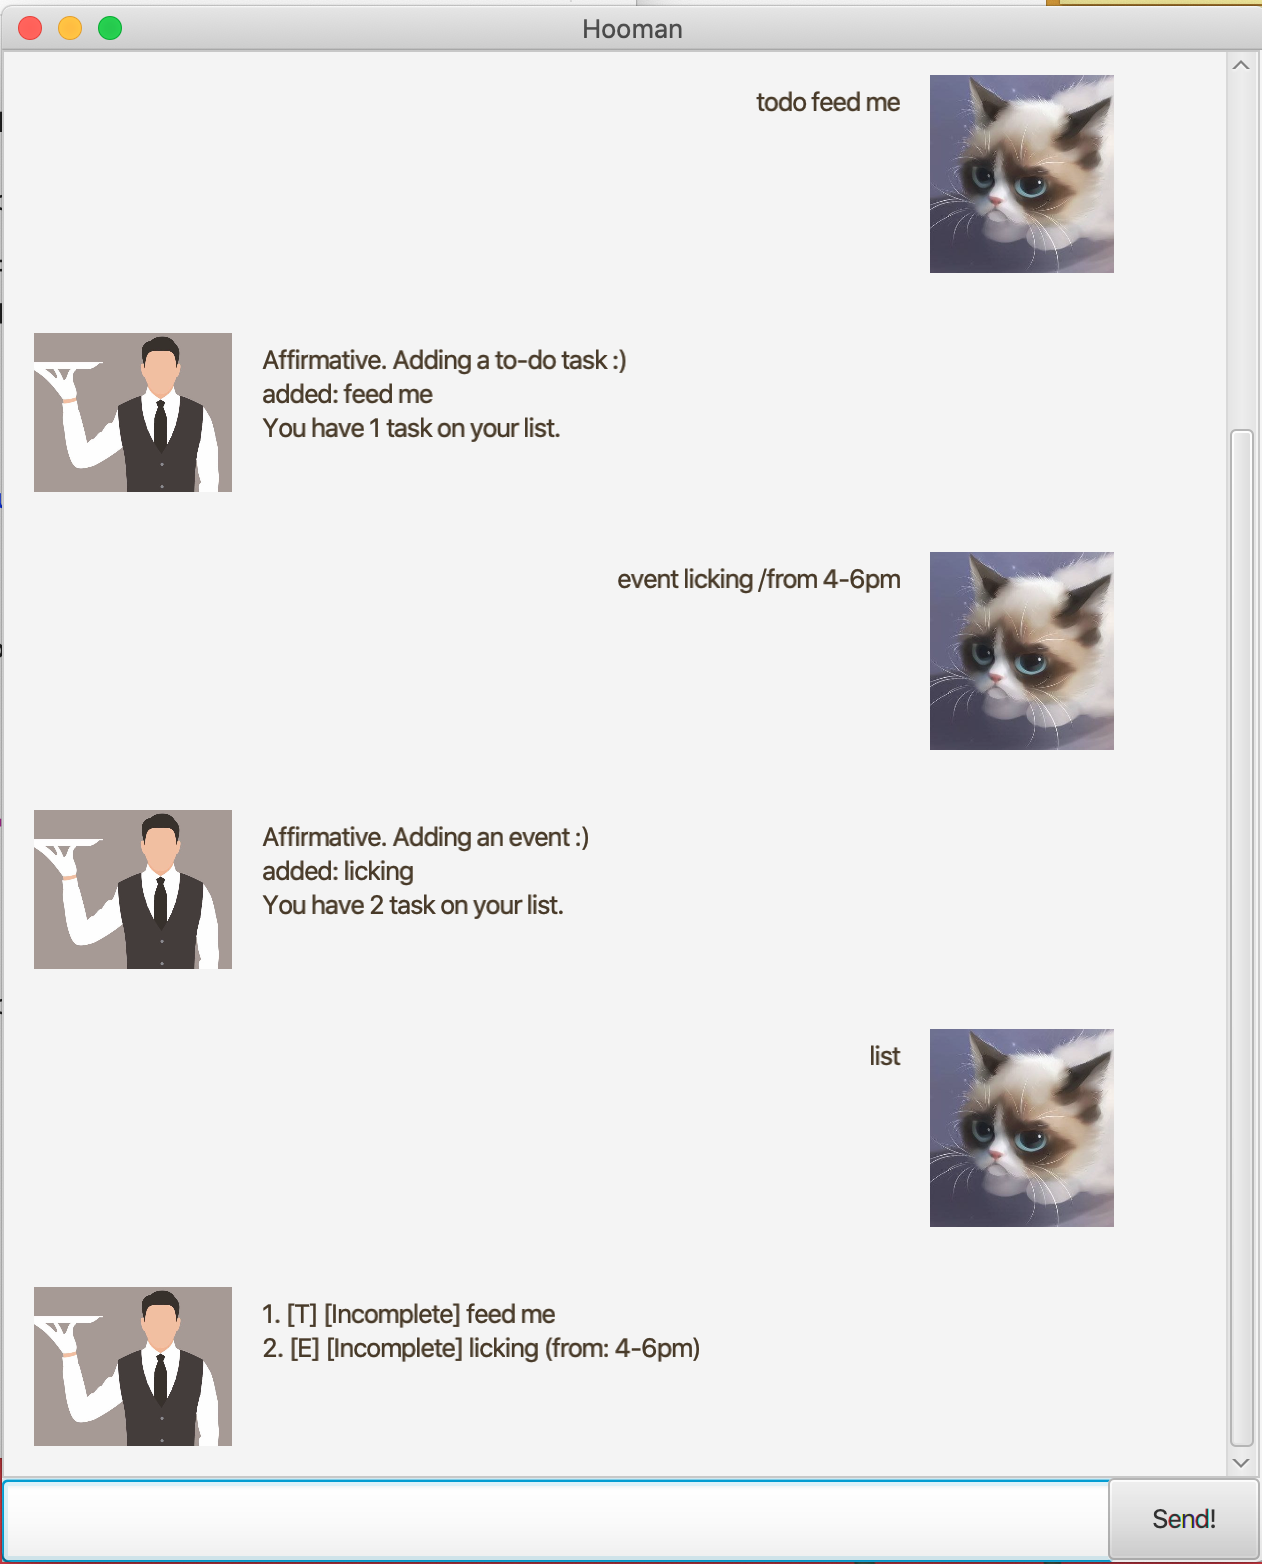 Hooman
todo feed me
Affirmative. Adding a to-do task :)
added: feed me
You have 1 task on your list.
event licking /from 4-6pm
Affirmative. Adding an event :)
added: licking
You have 2 task on your list.
list
1. [T] [Incomplete] feed me
2. [E] [Incomplete] licking (from: 4-6pm)
Send!